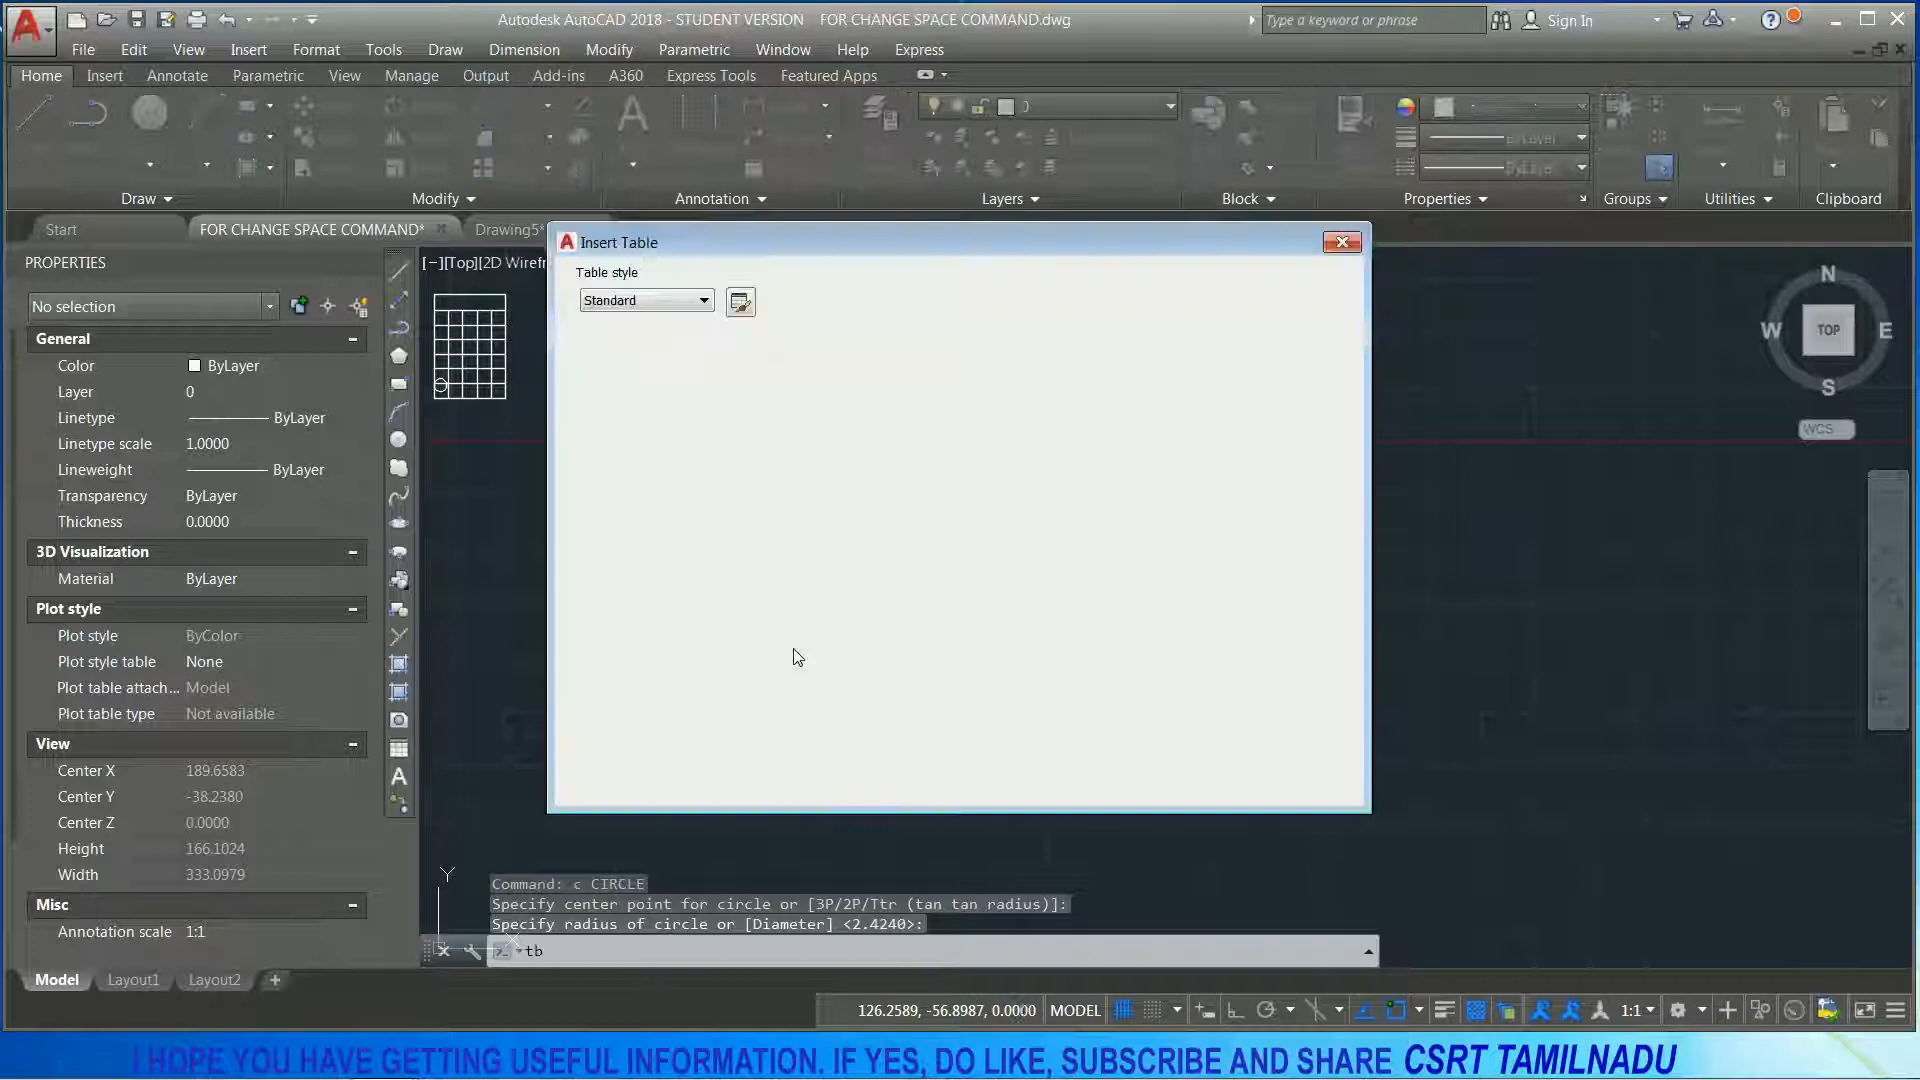 Autodesk AutoCAD 2018 - STUDENT VERSION FOR CHANGE SPACE COMMAND.dwg
Type a keyword or phrase
Sign In
File Edit View Insert Format Tools Draw Dimension Modify Parametric Window Help Express
Home Insert Annotate Parametric View Manage Output Add-ins A360 Express Tools Featured Apps
Draw Modify Annotation Layers Block Properties Groups Utilities Clipboard
Start FOR CHANGE SPACE COMMAND* Drawing5*
PROPERTIES
No selection
General
Color ByLayer
Layer 0
Linetype ByLayer
Linetype scale 1.0000
Lineweight ByLayer
Transparency ByLayer
Thickness 0.0000
3D Visualization
Material ByLayer
Plot style
Plot style ByColor
Plot style table None
Plot table attach... Model
Plot table type Not available
View
Center X 189.6583
Center Y -38.2380
Center Z 0.0000
Height 166.1024
Width 333.0979
Misc
Annotation scale 1:1
[−][Top][2D Wirefr
Insert Table
Table style
Standard
N
W TOP E
S
WCS
Y
X
Command: c CIRCLE
Specify center point for circle or [3P/2P/Ttr (tan tan radius)]:
Specify radius of circle or [Diameter] <2.4240>:
tb
Model Layout1 Layout2 +
126.2589, -56.8987, 0.0000 MODEL 1:1
I HOPE YOU HAVE GETTING USEFUL INFORMATION. IF YES, DO LIKE, SUBSCRIBE AND SHARE CSRT TAMILNADU